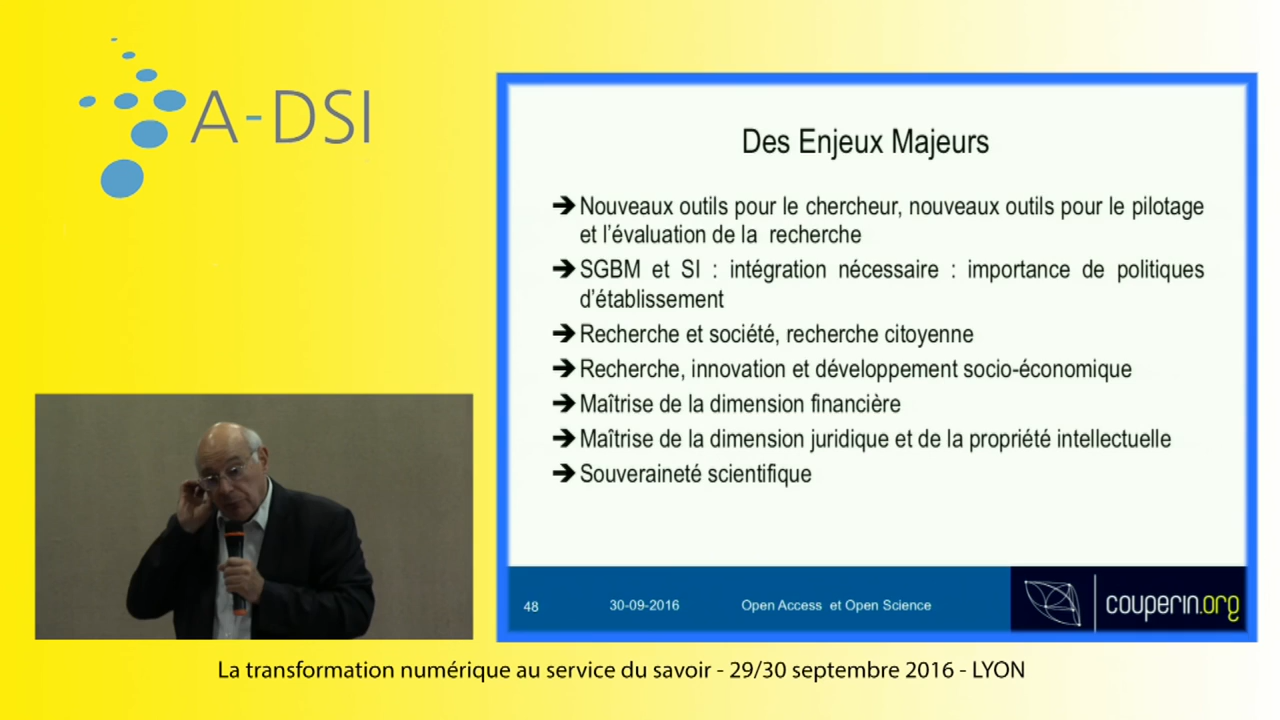 A-DSI
Des Enjeux Majeurs
➔ Nouveaux outils pour le chercheur, nouveaux outils pour le pilotage
et l'évaluation de la recherche
➔ SGBM et SI : intégration nécessaire : importance de politiques
d'établissement
➔ Recherche et société, recherche citoyenne
➔ Recherche, innovation et développement socio-économique
➔ Maîtrise de la dimension financière
➔ Maîtrise de la dimension juridique et de la propriété intellectuelle
➔ Souveraineté scientifique
48 30-09-2016 Open Access et Open Science couperin.org
La transformation numérique au service du savoir - 29/30 septembre 2016 - LYON